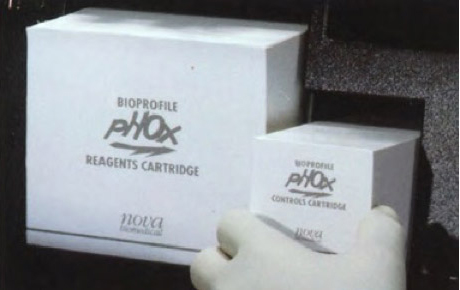 BIOPROFILE
pHOx
REAGENTS CARTRIDGE
nova
biomedical
BIOPROFILE
pHOx
CONTROLS CARTRIDGE
nova